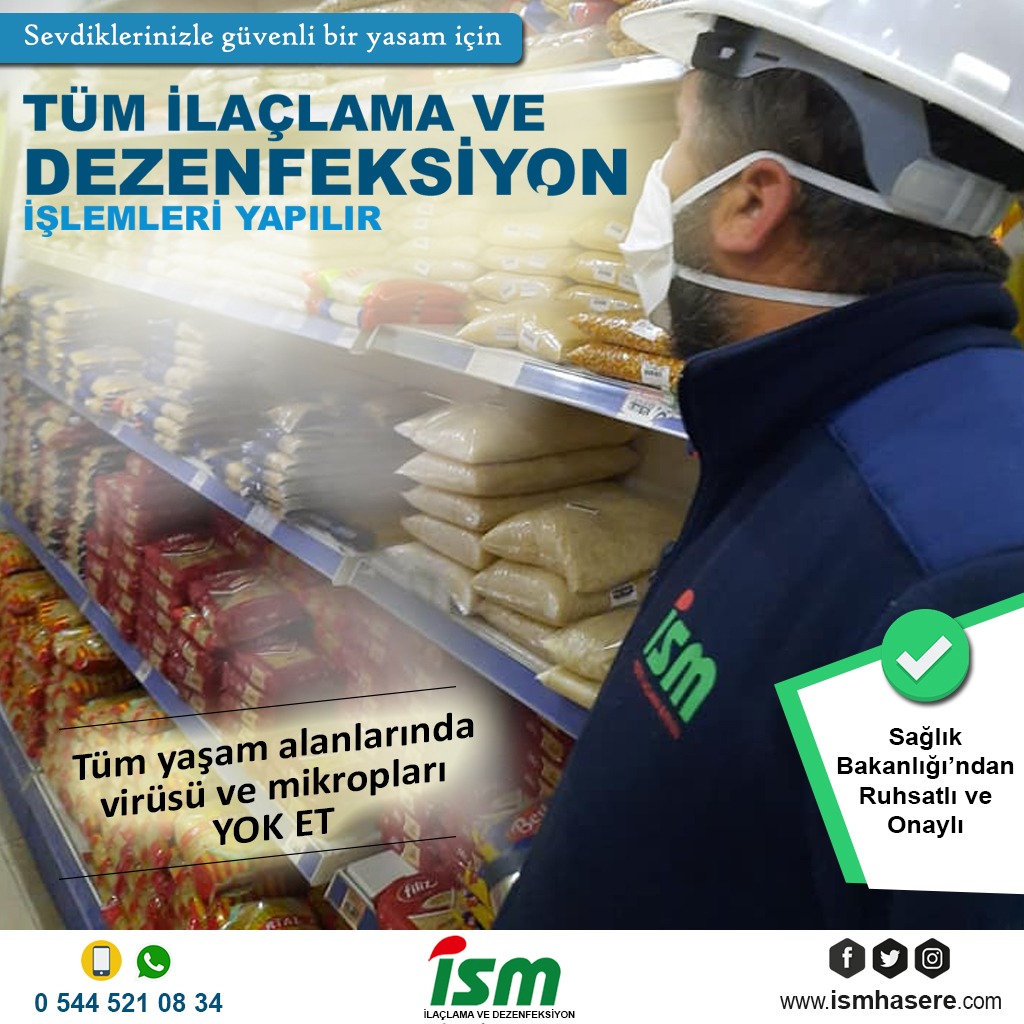 Sevdiklerinizle güvenli bir yasam için
TÜM İLAÇLAMA VE
DEZENFEKSİYON
İŞLEMLERİ YAPILIR
ism
Tüm yaşam alanlarında
virüsü ve mikropları
YOK ET
Sağlık
Bakanlığı’ndan
Ruhsatlı ve
Onaylı
filiz
0 544 521 08 34
ism
İLAÇLAMA VE DEZENFEKSİYON
www.ismhasere.com